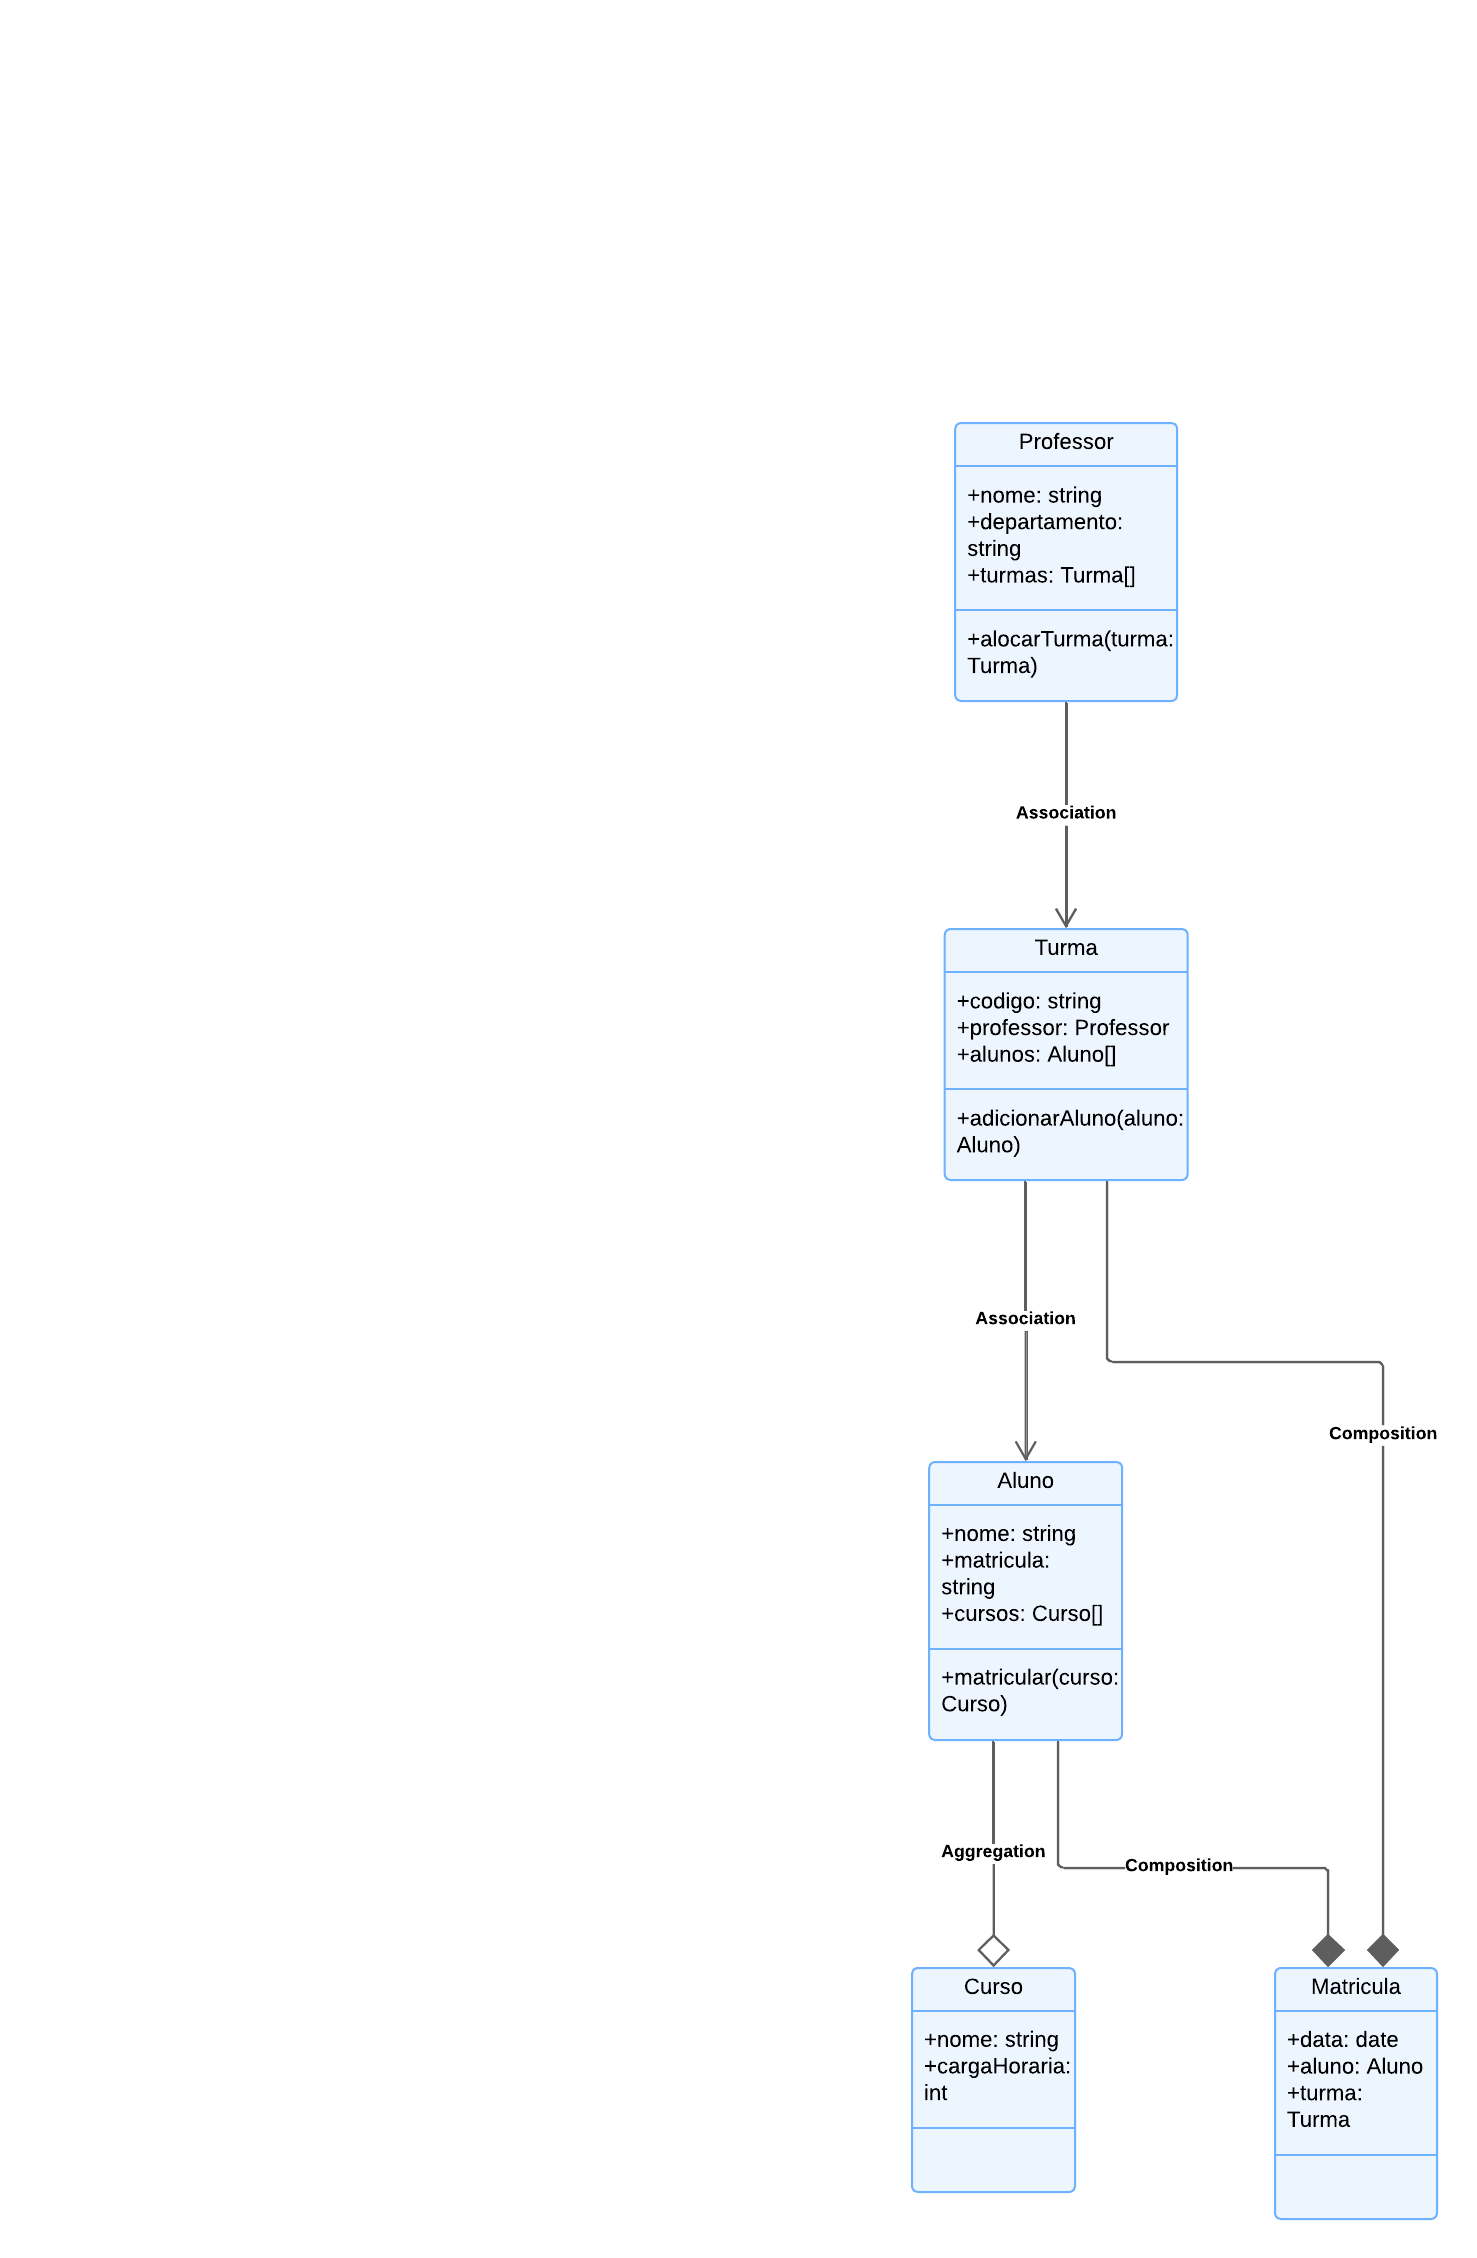 Professor
+nome: string
+departamento:
string
+turmas: Turma[]
+alocarTurma(turma:
Turma)
Association
Turma
+codigo: string
+professor: Professor
+alunos: Aluno[]
+adicionarAluno(aluno:
Aluno)
Association
Composition
Aluno
+nome: string
+matricula:
string
+cursos: Curso[]
+matricular(curso:
Curso)
Aggregation
Composition
Curso
+nome: string
+cargaHoraria:
int
Matricula
+data: date
+aluno: Aluno
+turma:
Turma